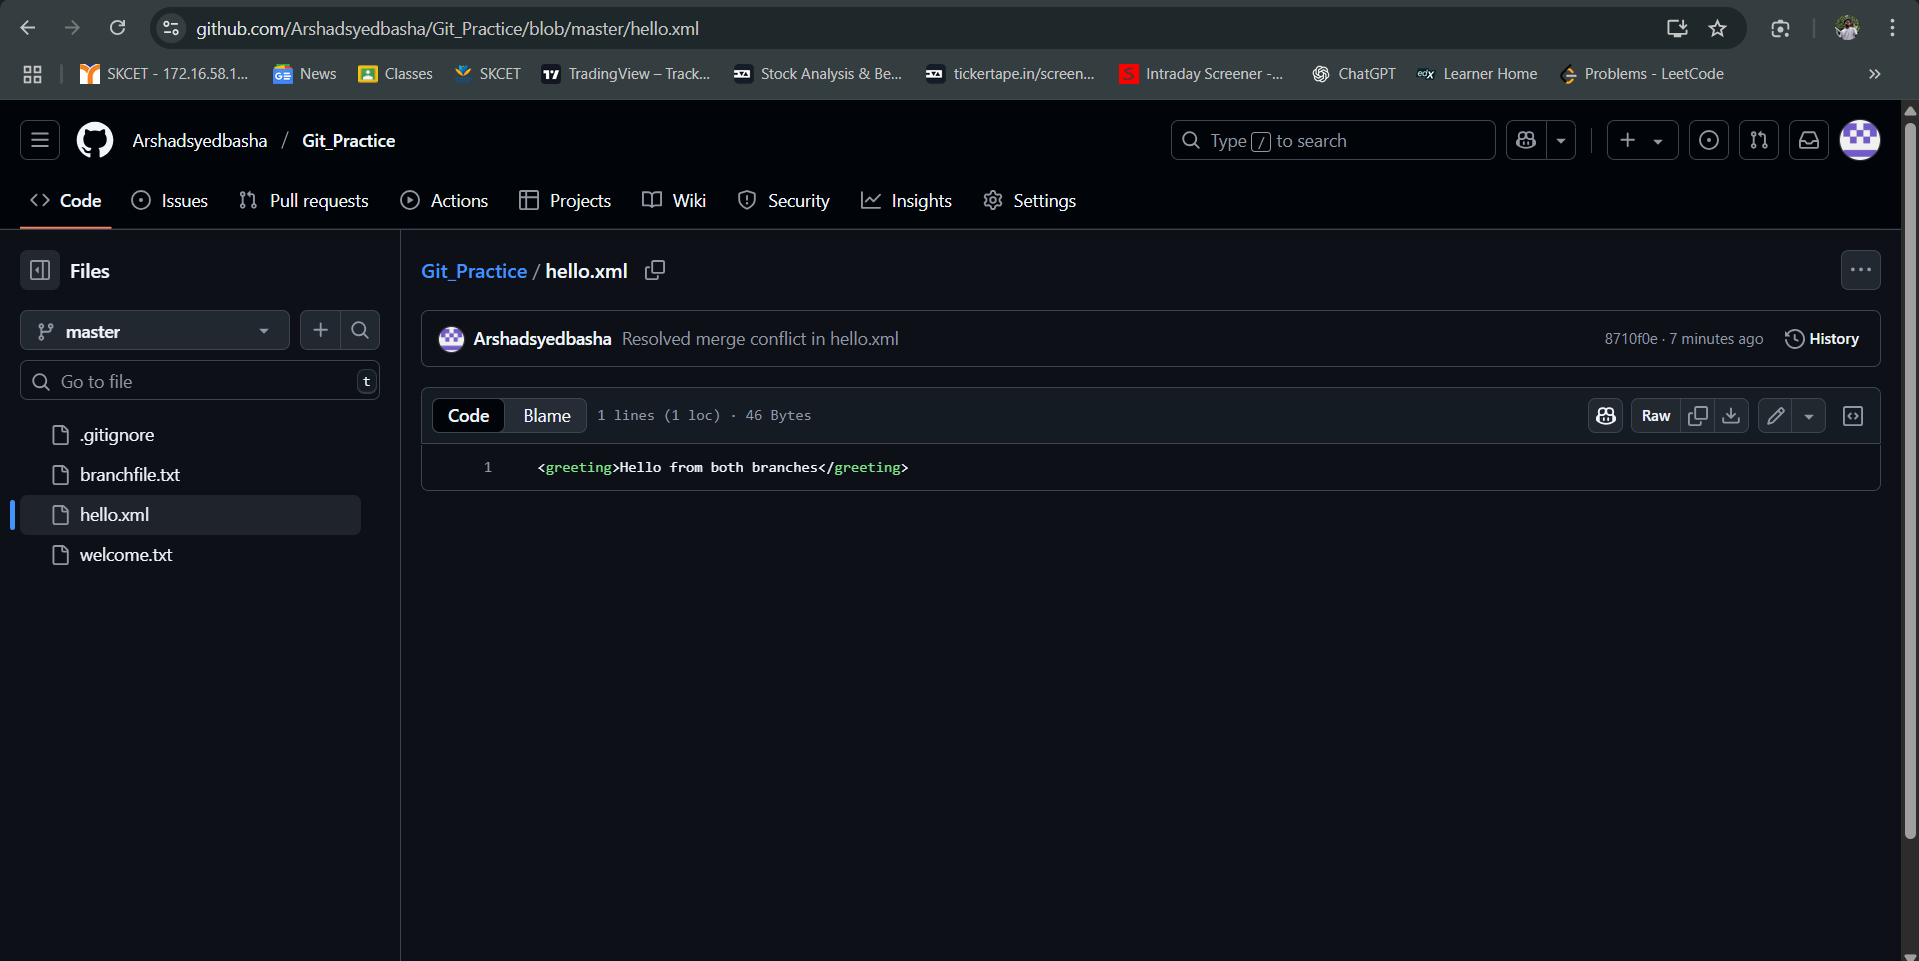 github.com/Arshadsyedbasha/Git_Practice/blob/master/hello.xml
SKCET - 172.16.58.1... News Classes SKCET TradingView – Track... Stock Analysis & Be... tickertape.in/screen... Intraday Screener -... ChatGPT edX Learner Home Problems - LeetCode
Arshadsyedbasha / Git_Practice
Type / to search
Code Issues Pull requests Actions Projects Wiki Security Insights Settings
Files
Git_Practice / hello.xml
master
Arshadsyedbasha Resolved merge conflict in hello.xml 8710f0e · 7 minutes ago History
Go to file t
Code Blame 1 lines (1 loc) · 46 Bytes Raw
.gitignore
1 <greeting>Hello from both branches</greeting>
branchfile.txt
hello.xml
welcome.txt